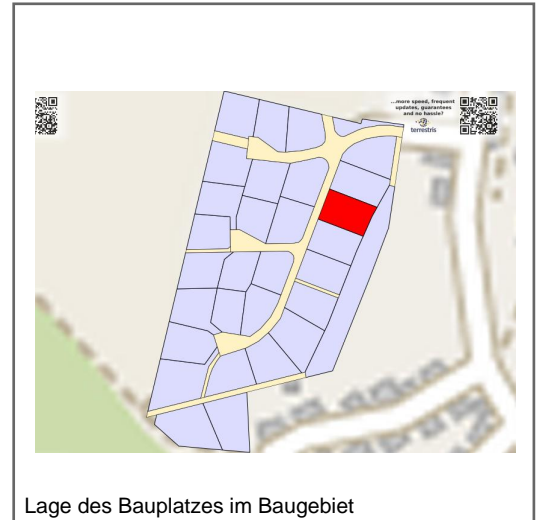 ...more speed, frequent
updates, guarantees
and no hassle?
terrestris
Lage des Bauplatzes im Baugebiet